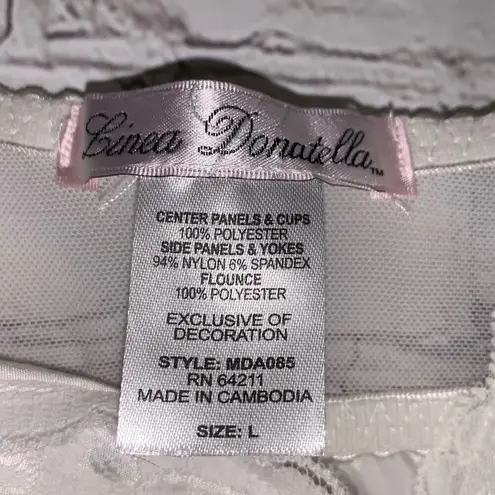 Linea Donatella™
CENTER PANELS & CUPS
100% POLYESTER
SIDE PANELS & YOKES
94% NYLON 6% SPANDEX
FLOUNCE
100% POLYESTER
EXCLUSIVE OF
DECORATION
STYLE: MDA085
RN 64211
MADE IN CAMBODIA
SIZE: L